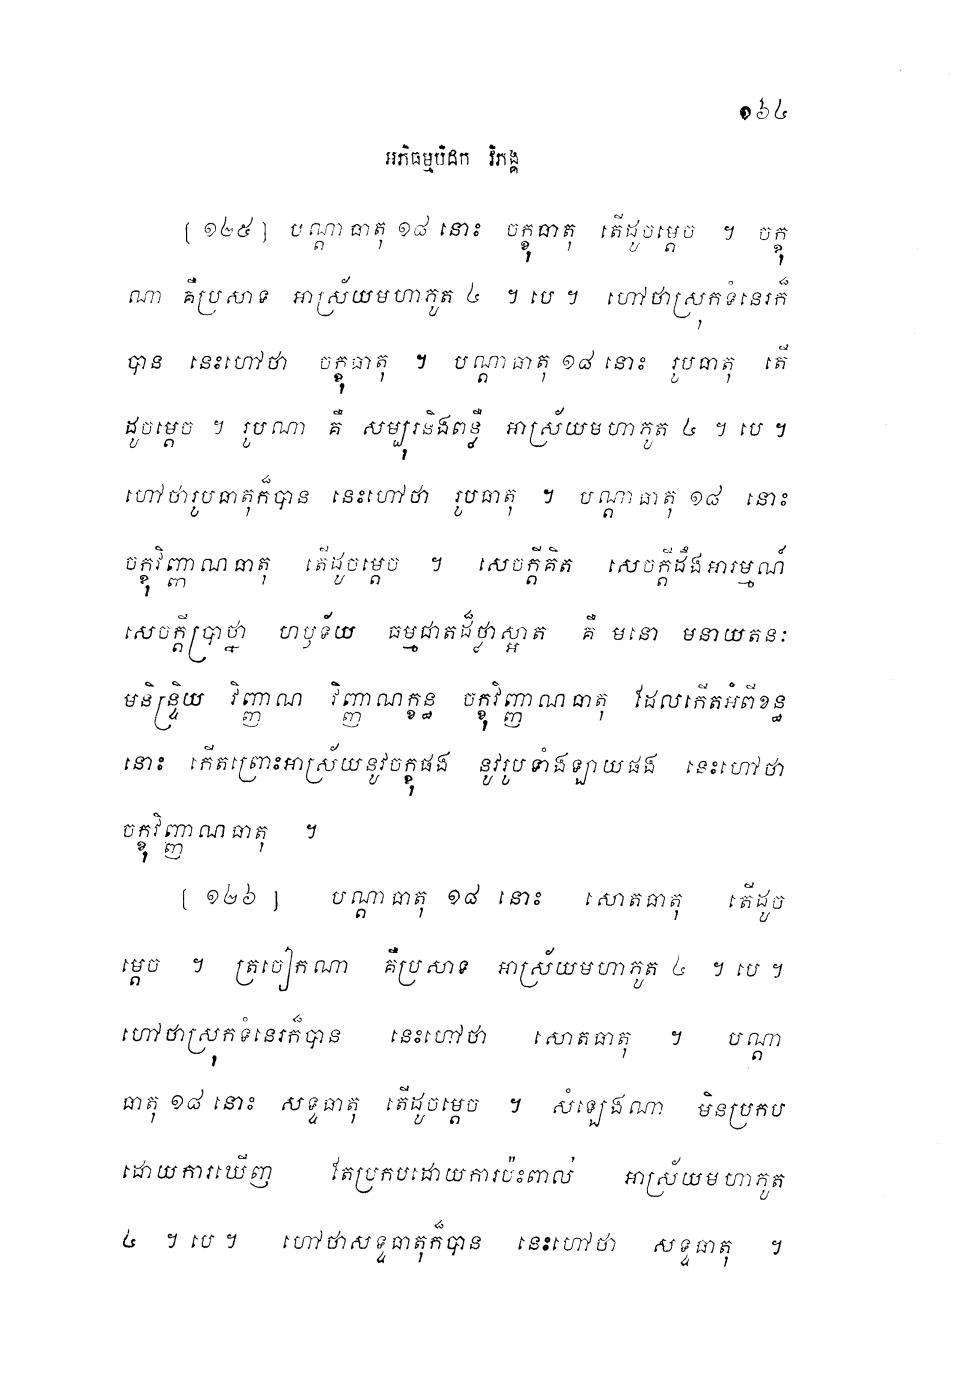 ១៦៤
អភិធម្មបិដក វិភង្គ
[ ១៤៥ ] បណ្តាធាតុ ១៨ នោះ ចក្ខុធាតុ តើដូចម្តេច ។ ចក្ខុ
ណា គឺប្រសាទ អាស្រ័យមហាភូត ៤ ។ បេ ។ ហៅថាស្រុកទំនេរក៏
បាន នេះហៅថា ចក្ខុធាតុ ។ បណ្តាធាតុ ១៨ នោះ រូបធាតុ តើ
ដូចម្តេច ។ រូបណា គឺ សម្បុរនិងពន្លឺ អាស្រ័យមហាភូត ៤ ។ បេ ។
ហៅថារូបធាតុក៏បាន នេះហៅថា រូបធាតុ ។ បណ្តាធាតុ ១៨ នោះ
ចក្ខុវិញ្ញាណធាតុ តើដូចម្តេច ។ សេចក្តីគិត សេចក្តីដឹងអារម្មណ៍
សេចក្តីប្រាថ្នា ហឫទ័យ ធម្មជាតដ៏ថ្លាស្អាត គឺ មនោ មនាយតនៈ
មនិន្រ្ទិយ វិញ្ញាណ វិញ្ញាណក្ខន្ធ ចក្ខុវិញ្ញាណធាតុ ដែលកើតអំពីខន្ធ
នោះ កើតព្រោះអាស្រ័យនូវចក្ខុផង នូវរូបទាំងឡាយផង នេះហៅថា
ចក្ខុវិញ្ញាណធាតុ ។
[ ១៤៦ ] បណ្តាធាតុ ១៨ នោះ សោតធាតុ តើដូច
ម្តេច ។ ត្រចៀកណា គឺប្រសាទ អាស្រ័យមហាភូត ៤ ។ បេ ។
ហៅថាស្រុកទំនេរក៏បាន នេះហៅថា សោតធាតុ ។ បណ្តា
ធាតុ ១៨ នោះ សទ្ទធាតុ តើដូចម្តេច ។ សំឡេងណា មិនប្រកប
ដោយការឃើញ តែប្រកបដោយការប៉ះពាល់ អាស្រ័យមហាភូត
៤ ។ បេ ។ ហៅថាសទ្ទធាតុក៏បាន នេះហៅថា សទ្ទធាតុ ។